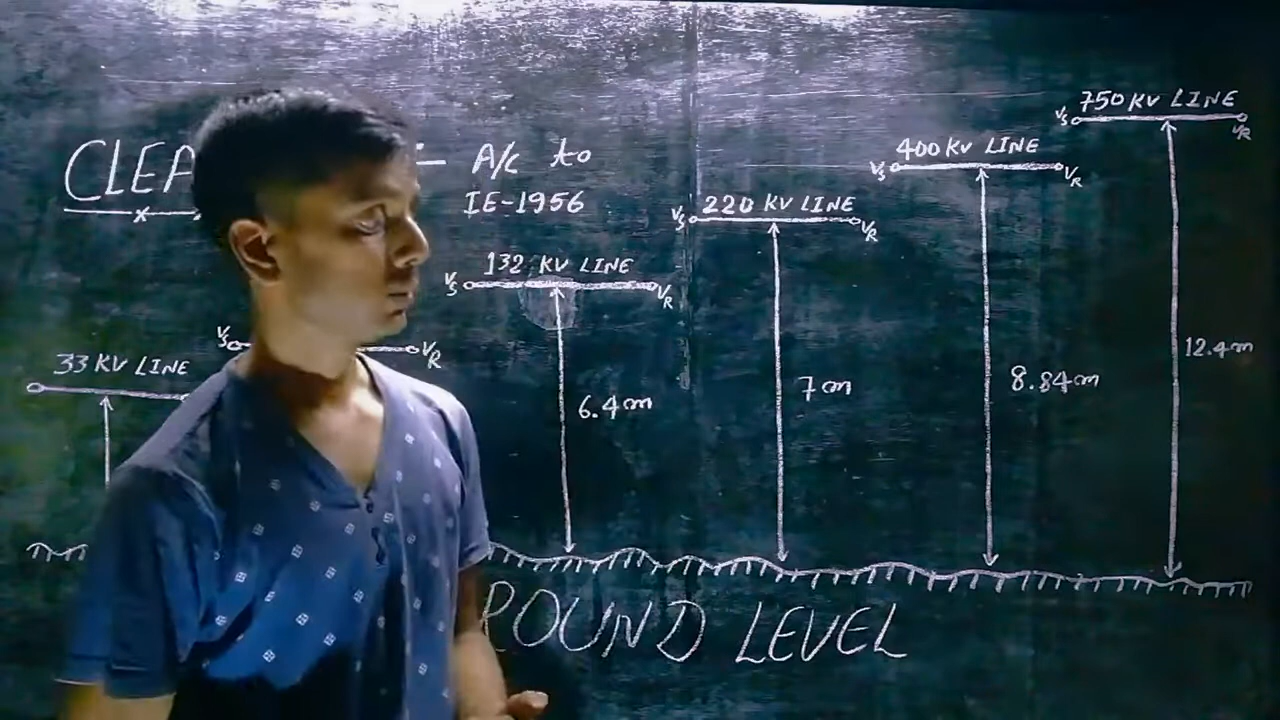 :- A/C to
IE-1956
33 KV LINE
Vs
VR
Vs 132 KV LINE VR
6.4m
Vs 220 KV LINE VR
7m
Vs 400 KV LINE VR
8.84m
Vs 750 KV LINE VR
12.4m
ROUND LEVEL